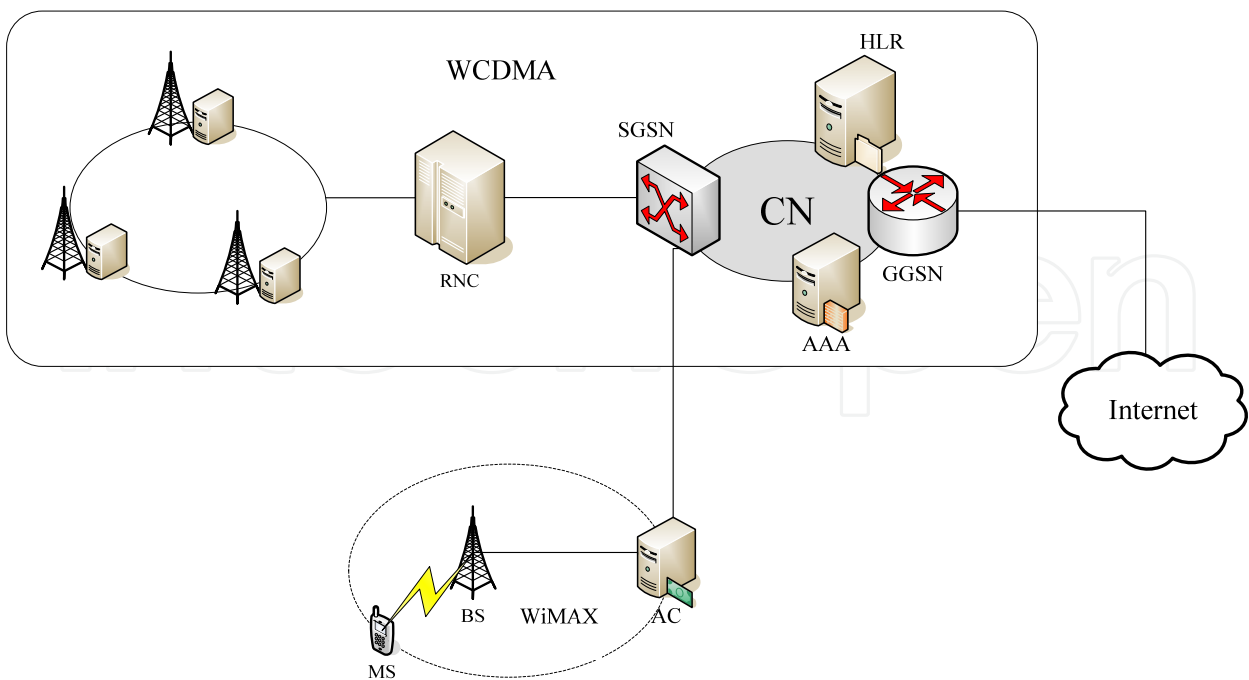 HLR
WCDMA
SGSN
CN
GGSN
RNC
AAA
Internet
BS
WiMAX
AC
MS